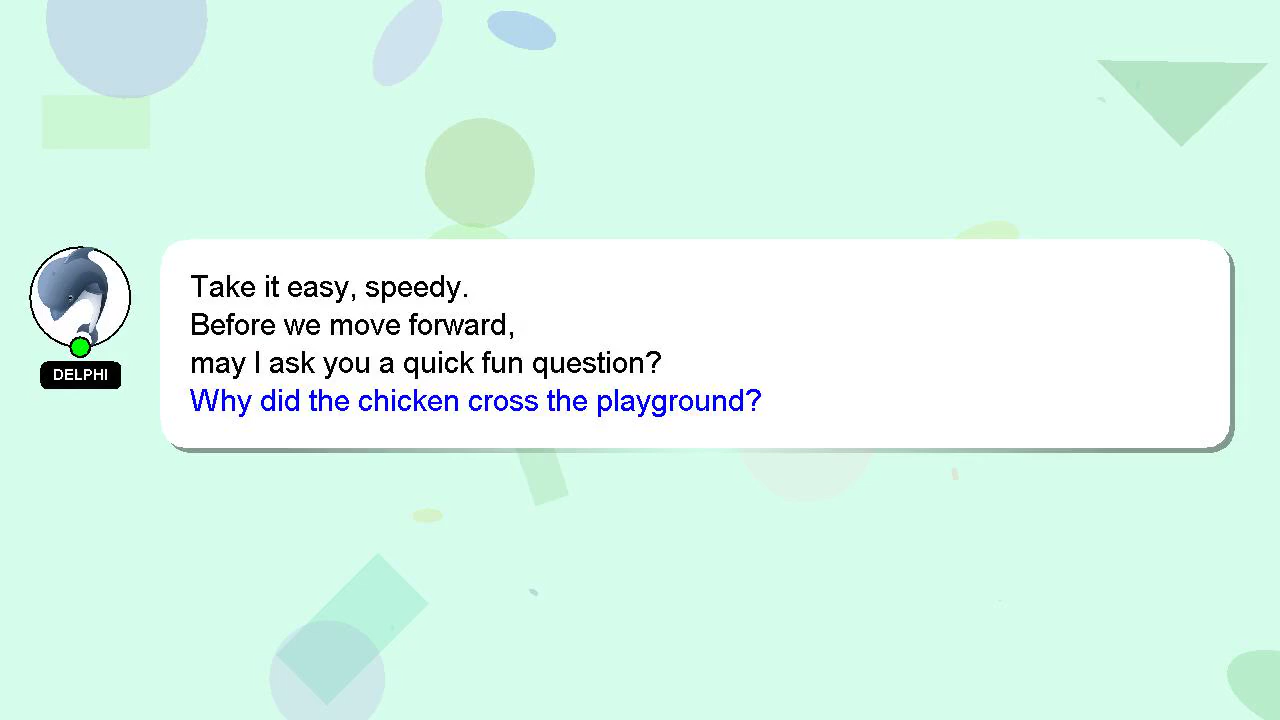 Take it easy, speedy.
Before we move forward,
may I ask you a quick fun question?
Why did the chicken cross the playground?
DELPHI